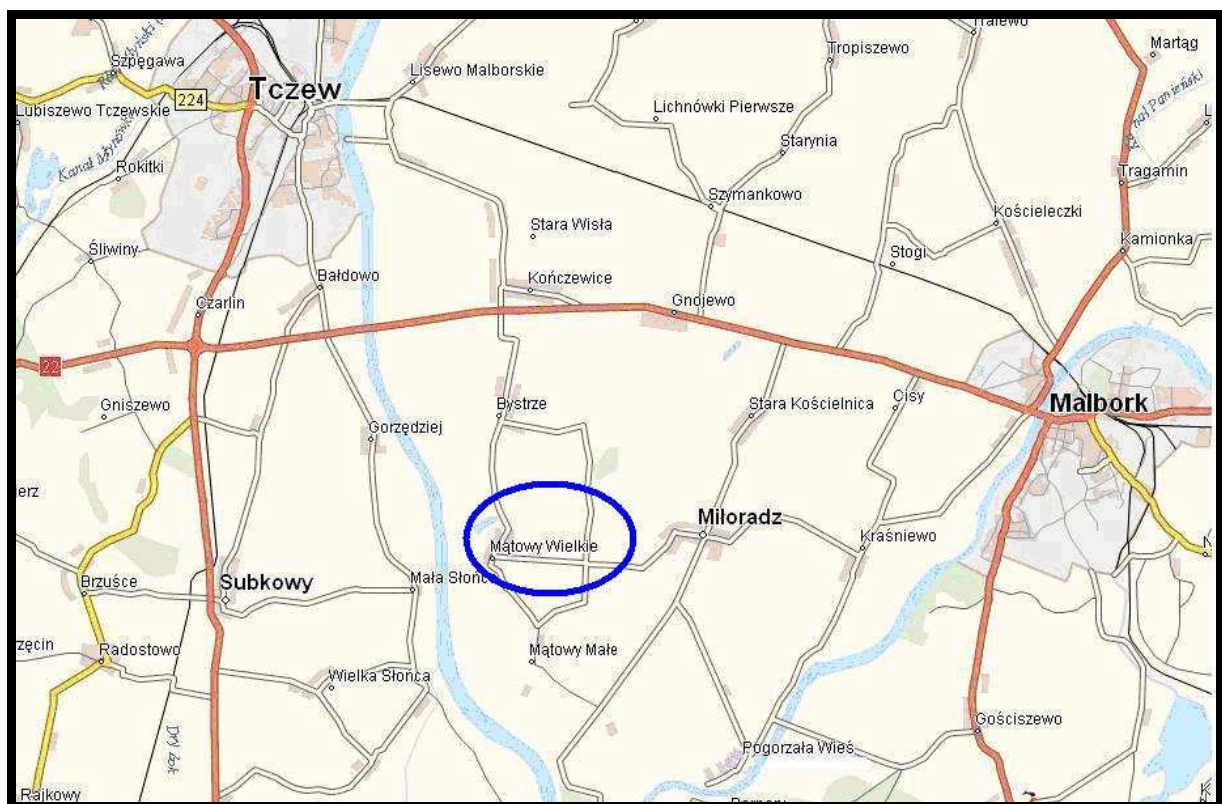 Tralewo
Szpęgawa
Tropiszewo
Martąg
Lisewo Malborskie
Tczew
224
Lubiszewo Tczewskie
Lichnówki Pierwsze
Starynia
Rokitki
Tragamin
Szymankowo
Kościeleczki
Stara Wisła
Śliwiny
Stogi
Kamionka
Bałdowo
Kończewice
Czarlin
Gnojewo
22
Gniszewo
Bystrze
Stara Kościelnica
Cisy
Malbork
Gorzędziej
erz
Miłoradz
Mątowy Wielkie
Kraśniewo
Brzuśce
Subkowy
Mała Słońca
zęcin
Radostowo
Mątowy Małe
Wielka Słońca
Gościszewo
Pogorzała Wieś
Rajkowy